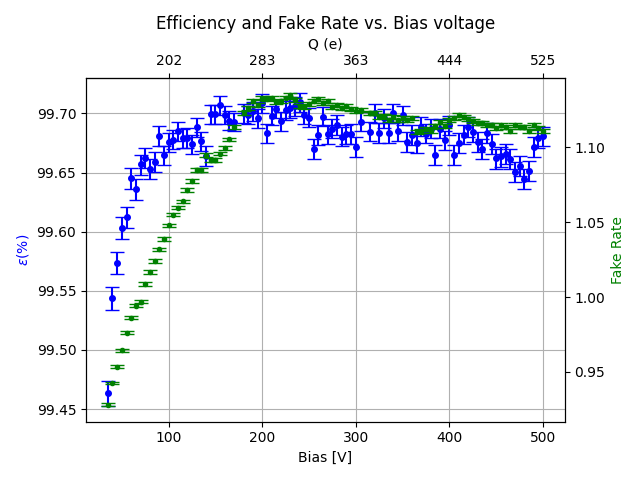 Efficiency and Fake Rate vs. Bias voltage
Q (e)
202 283 363 444 525
99.70
99.65
99.60
99.55
99.50
99.45
ε(%)
1.10
1.05
1.00
0.95
Fake Rate
100 200 300 400 500
Bias [V]